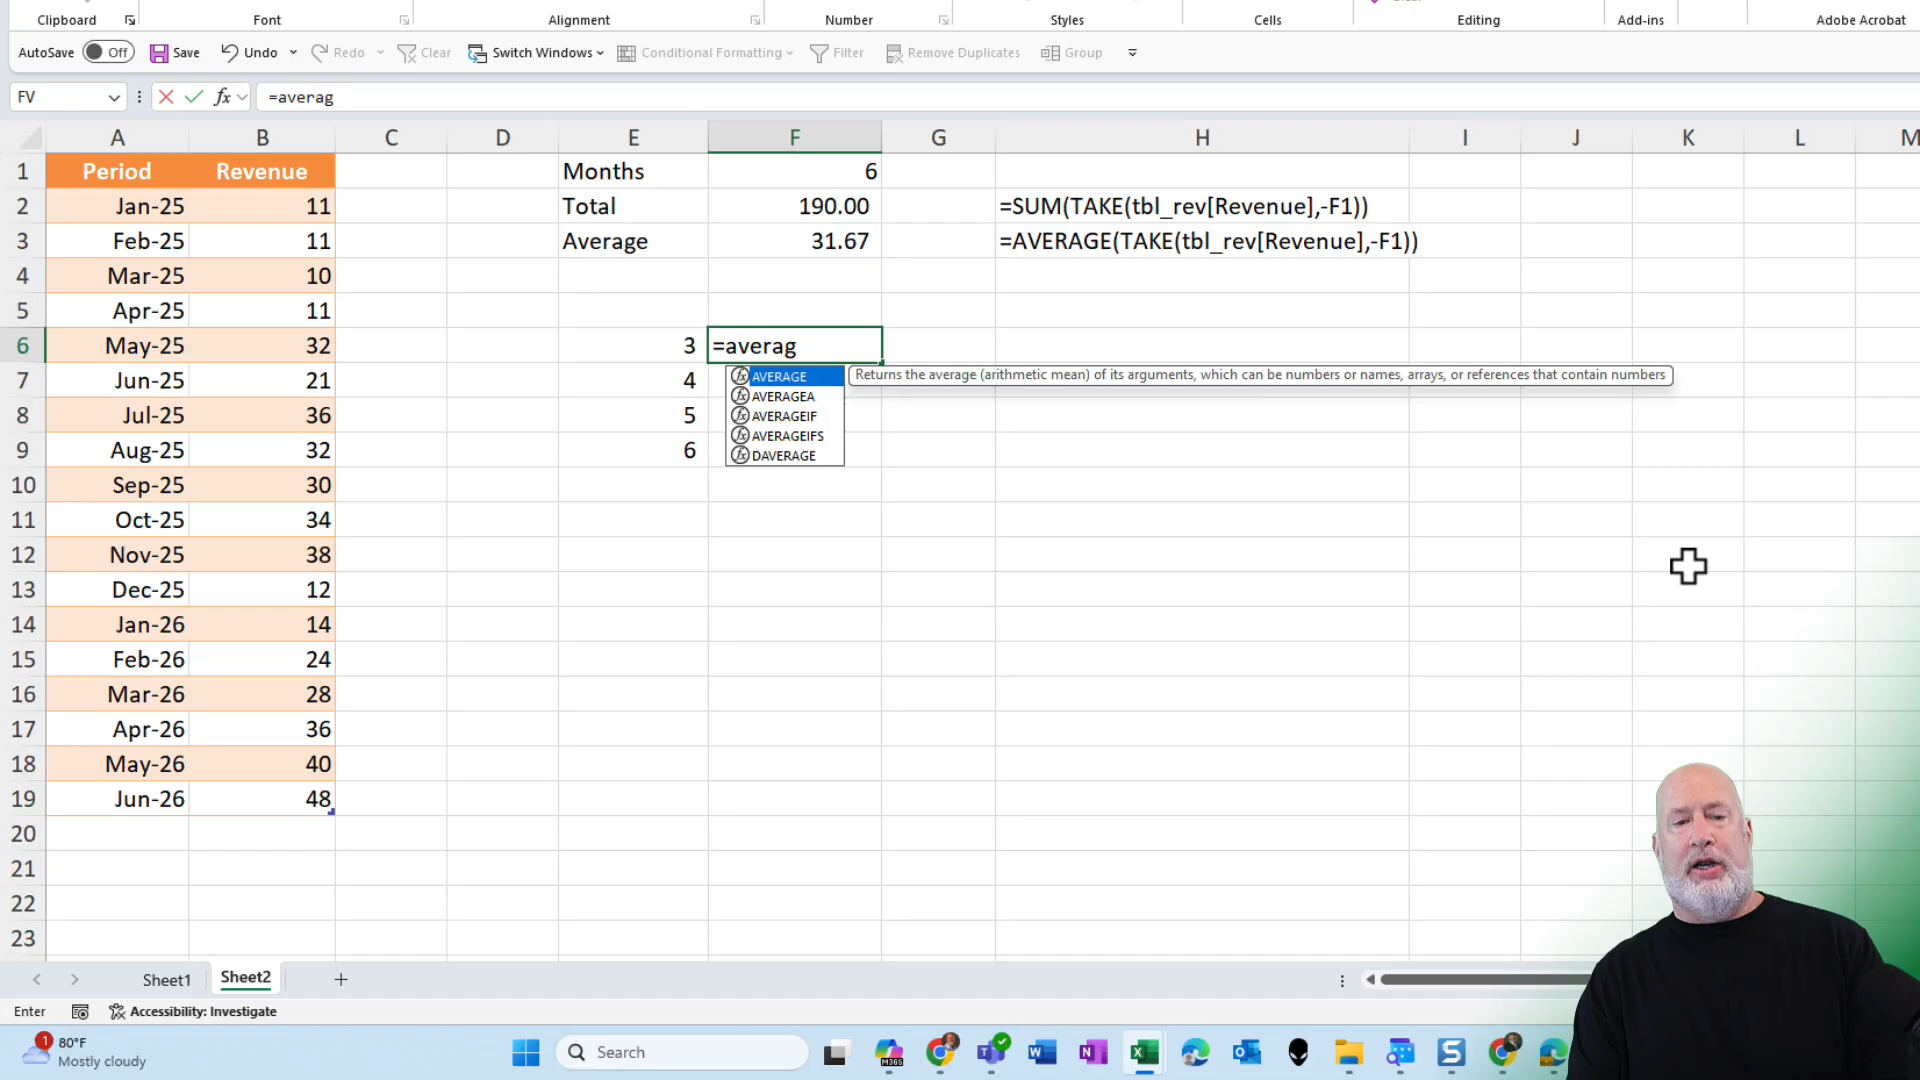 Clipboard Font Alignment Number Styles Cells Editing Add-ins Adobe Acrobat
AutoSave Off Save Undo Redo Clear Switch Windows Conditional Formatting Filter Remove Duplicates Group
FV fx =averag
A B C D E F G H I J K L M
1 Period Revenue Months 6
2 Jan-25 11 Total 190.00 =SUM(TAKE(tbl_rev[Revenue],-F1))
3 Feb-25 11 Average 31.67 =AVERAGE(TAKE(tbl_rev[Revenue],-F1))
4 Mar-25 10
5 Apr-25 11
6 May-25 32 3 =averag
7 Jun-25 21 4 fx AVERAGE Returns the average (arithmetic mean) of its arguments, which can be numbers or names, arrays, or references that contain numbers
fx AVERAGEA
8 Jul-25 36 5 fx AVERAGEIF
fx AVERAGEIFS
9 Aug-25 32 6 fx DAVERAGE
10 Sep-25 30
11 Oct-25 34
12 Nov-25 38
13 Dec-25 12
14 Jan-26 14
15 Feb-26 24
16 Mar-26 28
17 Apr-26 36
18 May-26 40
19 Jun-26 48
20
21
22
23
Sheet1 Sheet2 +
Enter Accessibility: Investigate
1 80°F
Mostly cloudy
Search
M365